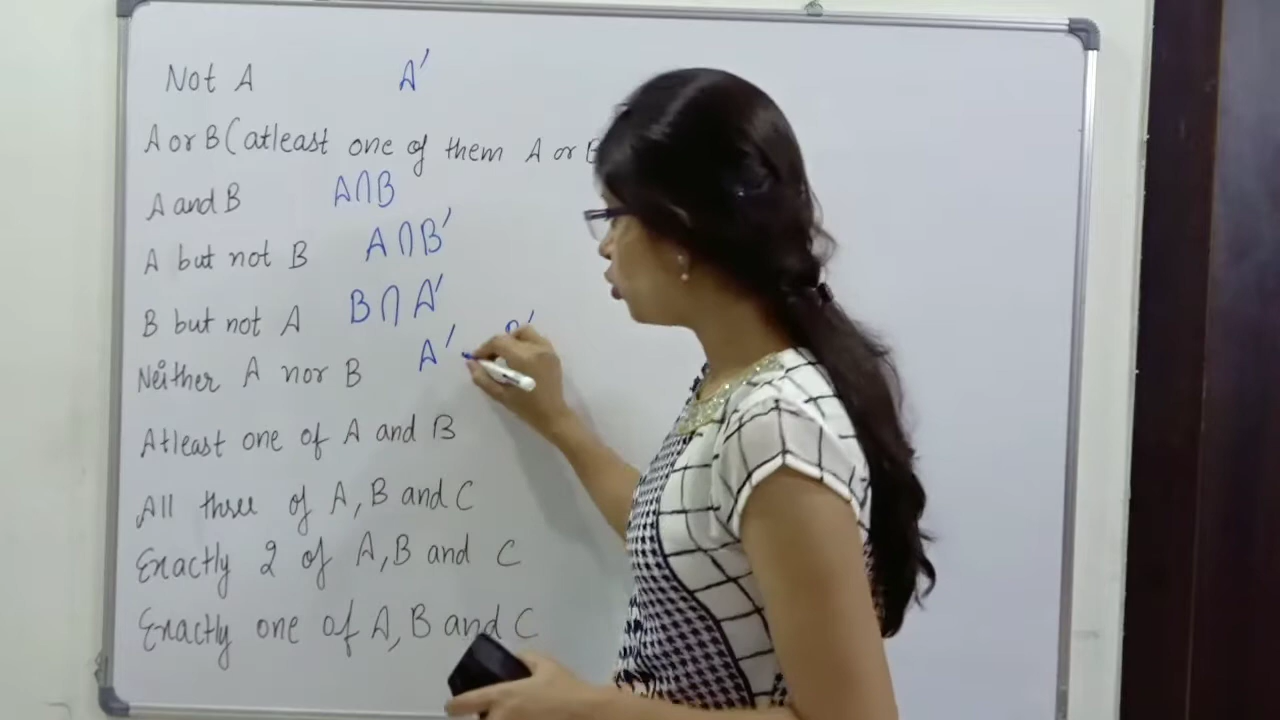 Not A A′
A or B (atleast one of them A or B
A and B A∩B
A but not B A∩B′
B but not A B∩A′
Neither A nor B A′ B′
Atleast one of A and B
All three of A, B and C
Exactly 2 of A, B and C
Exactly one of A, B and C